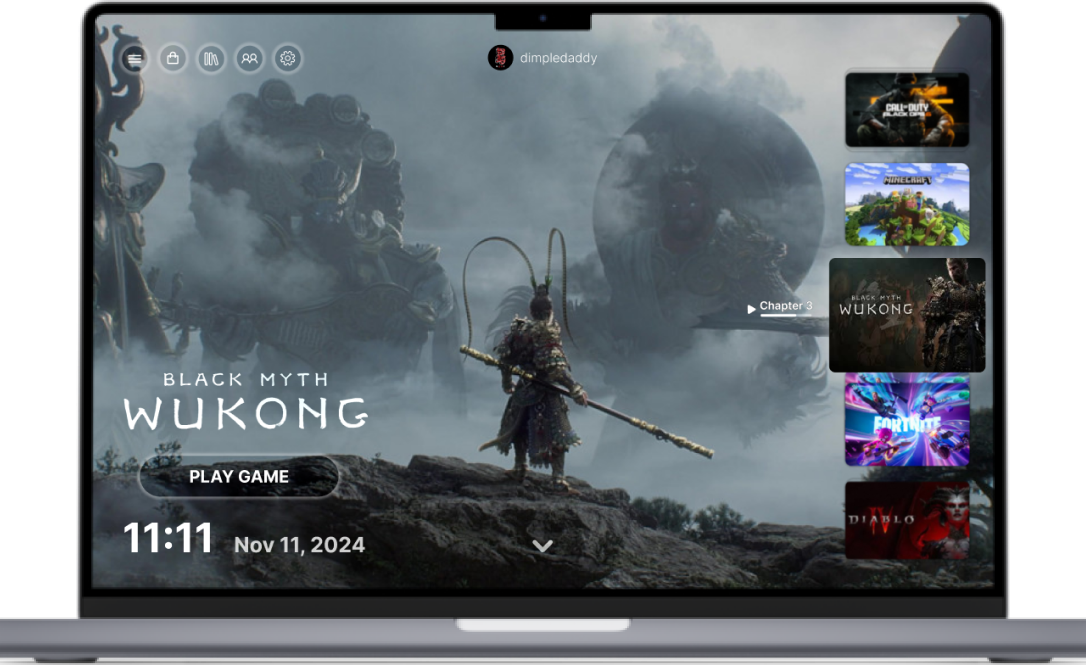 dimpledaddy
CALL OF DUTY
BLACK OPS 6
MINECRAFT
Chapter 3
BLACK MYTH
WUKONG
BLACK MYTH
WUKONG
FORTNITE
PLAY GAME
DIABLO
IV
11:11 Nov 11, 2024